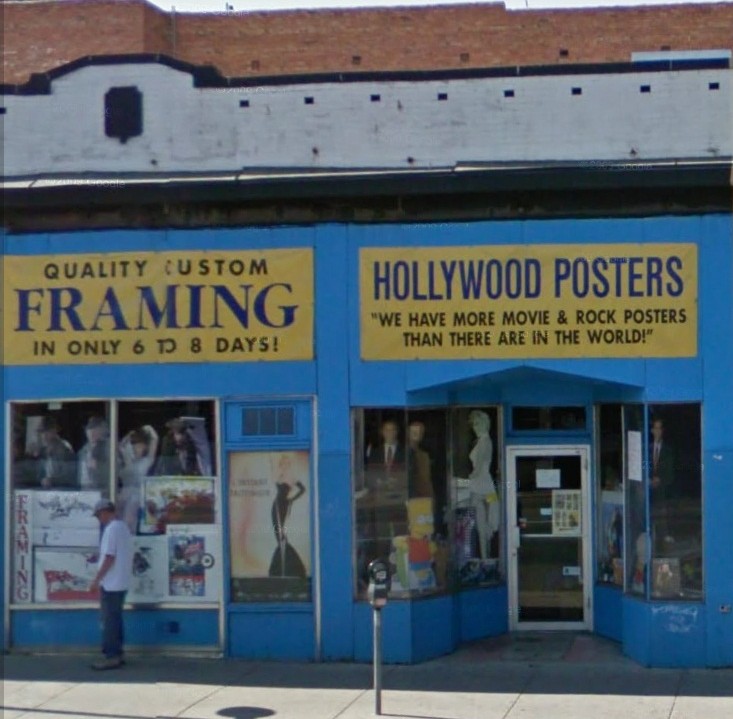 QUALITY CUSTOM
FRAMING
IN ONLY 6 TO 8 DAYS!
HOLLYWOOD POSTERS
"WE HAVE MORE MOVIE & ROCK POSTERS
THAN THERE ARE IN THE WORLD!"
FRAMING